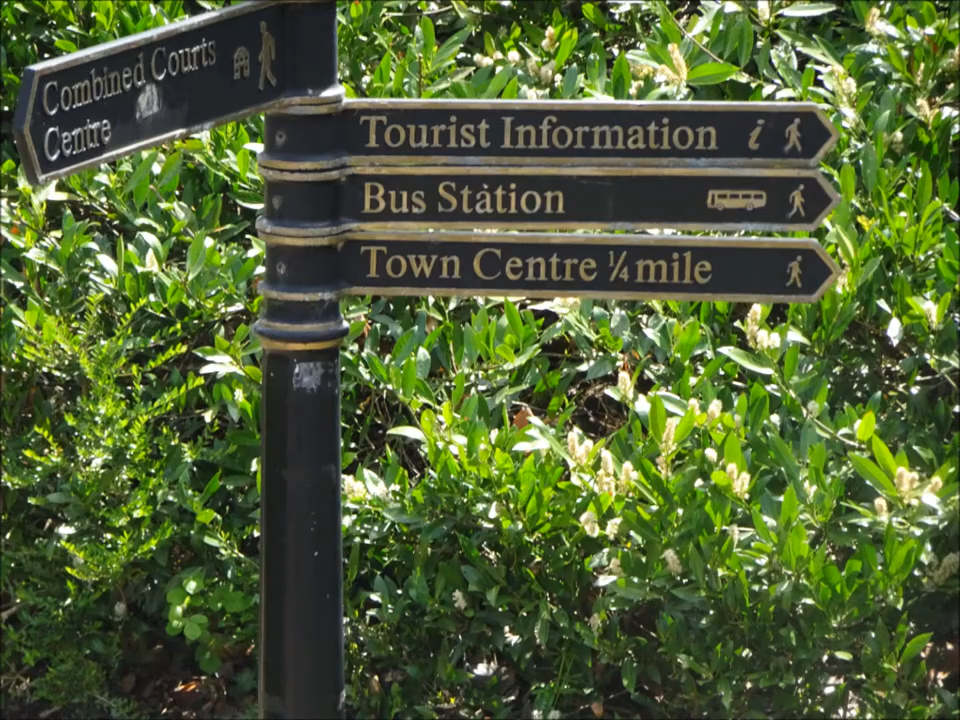 Combined Courts
Centre
Tourist Information i
Bus Station
Town Centre ¼ mile